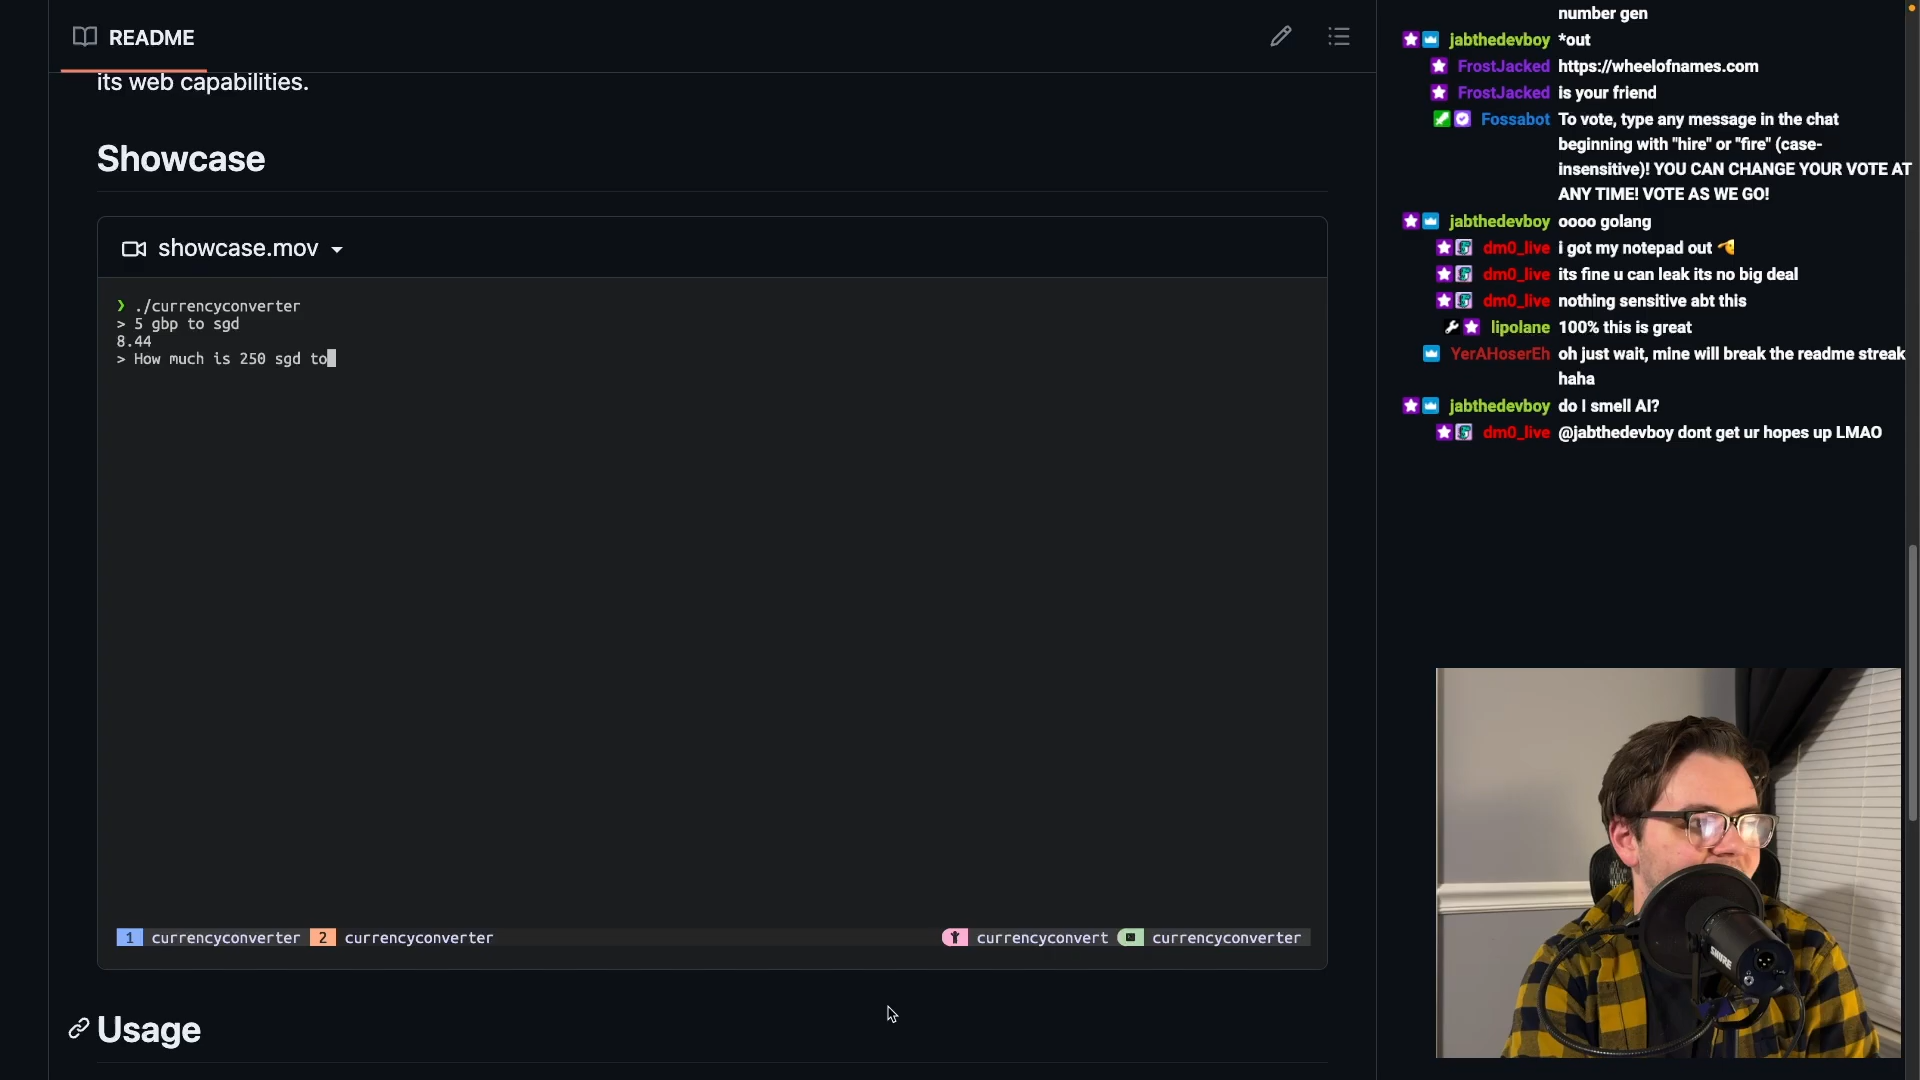 README
its web capabilities.
Showcase
showcase.mov
❯ ./currencyconverter
> 5 gbp to sgd
8.44
> How much is 250 sgd to
1 currencyconverter 2 currencyconverter
currencyconvert
currencyconverter
Usage
number gen
jabthedevboy *out
FrostJacked https://wheelofnames.com
FrostJacked is your friend
Fossabot To vote, type any message in the chat
beginning with "hire" or "fire" (case-
insensitive)! YOU CAN CHANGE YOUR VOTE AT
ANY TIME! VOTE AS WE GO!
jabthedevboy oooo golang
dm0_live i got my notepad out
dm0_live its fine u can leak its no big deal
dm0_live nothing sensitive abt this
lipolane 100% this is great
YerAHoserEh oh just wait, mine will break the readme streak
haha
jabthedevboy do I smell AI?
dm0_live @jabthedevboy dont get ur hopes up LMAO
SHURE